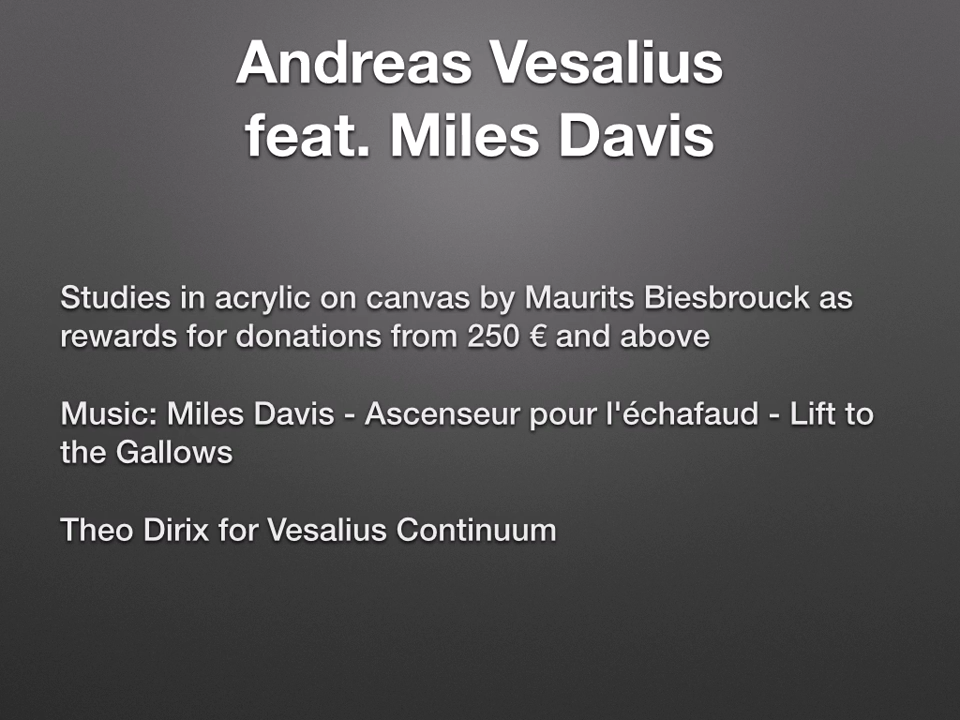 Andreas Vesalius
feat. Miles Davis
Studies in acrylic on canvas by Maurits Biesbrouck as
rewards for donations from 250 € and above
Music: Miles Davis - Ascenseur pour l'échafaud - Lift to
the Gallows
Theo Dirix for Vesalius Continuum